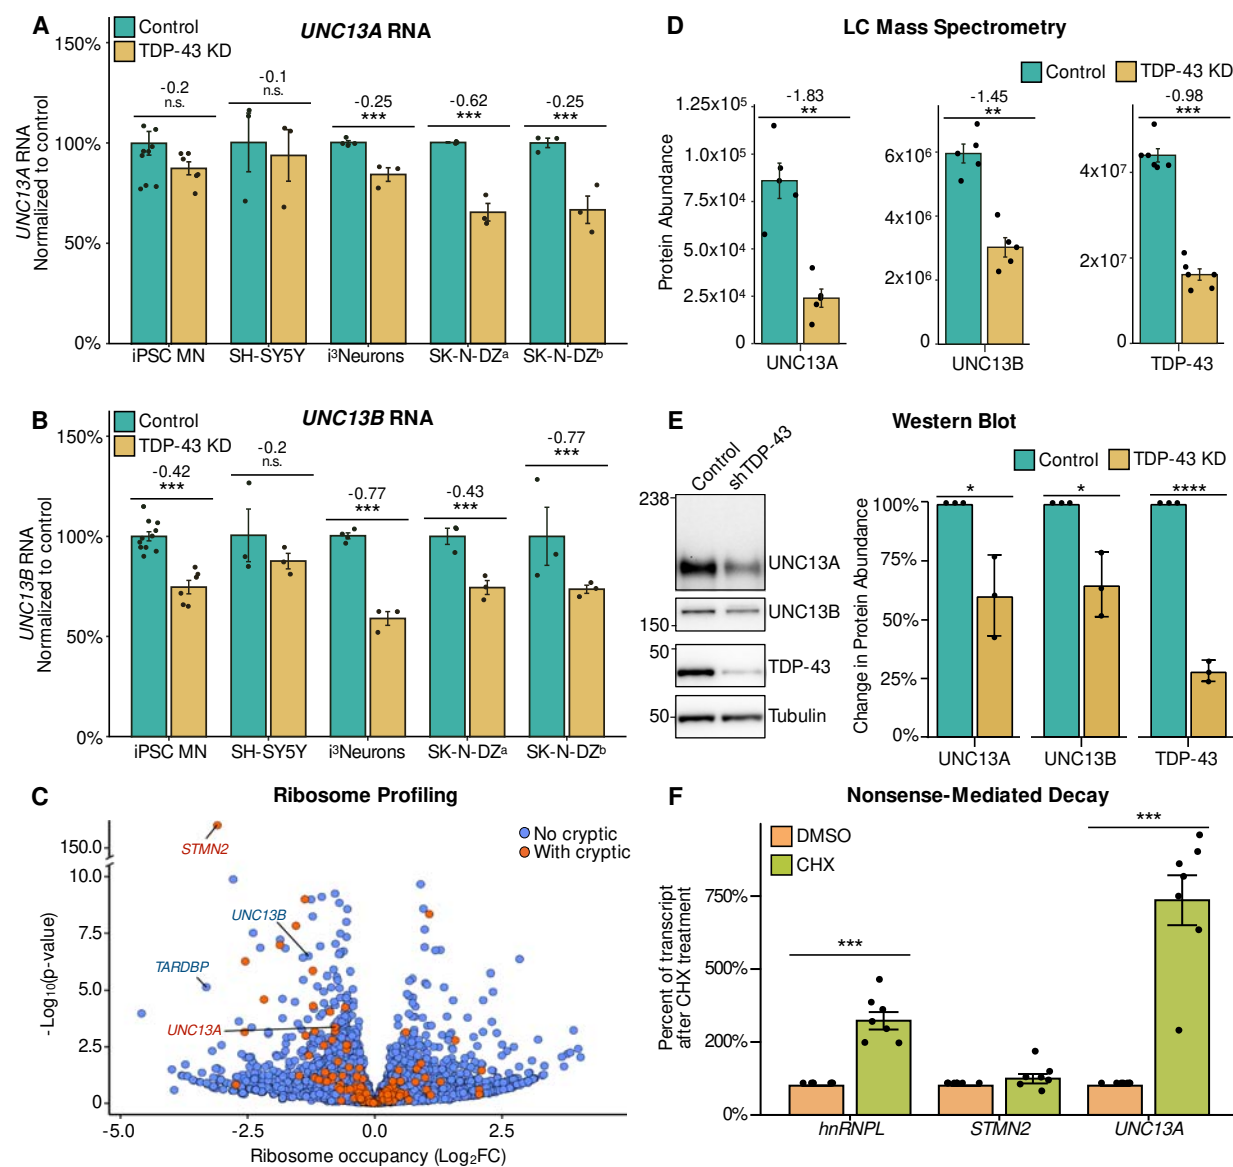 A
UNC13A RNA
Control
TDP-43 KD
UNC13A RNA
Normalized to control
150%
100%
50%
0%
-0.2
n.s.
-0.1
n.s.
-0.25
***
-0.62
***
-0.25
***
iPSC MN
SH-SY5Y
i³Neurons
SK-N-DZᵃ
SK-N-DZᵇ
B
UNC13B RNA
Control
TDP-43 KD
UNC13B RNA
Normalized to control
150%
100%
50%
0%
-0.42
***
-0.2
n.s.
-0.77
***
-0.43
***
-0.77
***
iPSC MN
SH-SY5Y
i³Neurons
SK-N-DZᵃ
SK-N-DZᵇ
C
Ribosome Profiling
No cryptic
With cryptic
-Log₁₀(p-value)
150.0
10.0
7.5
5.0
2.5
0
STMN2
UNC13B
TARDBP
UNC13A
-5.0
-2.5
0.0
2.5
Ribosome occupancy (Log₂FC)
D
LC Mass Spectrometry
Control
TDP-43 KD
Protein Abundance
1.25x10⁵
1.0x10⁵
7.5x10⁴
5.0x10⁴
2.5x10⁴
0
-1.83
**
UNC13A
6x10⁶
4x10⁶
2x10⁶
0
-1.45
**
UNC13B
4x10⁷
2x10⁷
0
-0.98
***
TDP-43
E
Western Blot
Control
shTDP-43
238
150
50
50
UNC13A
UNC13B
TDP-43
Tubulin
Control
TDP-43 KD
Change in Protein Abundance
100%
75%
50%
25%
0%
*
*
****
UNC13A
UNC13B
TDP-43
F
Nonsense-Mediated Decay
DMSO
CHX
Percent of transcript
after CHX treatment
750%
500%
200%
0%
***
***
hnRNPL
STMN2
UNC13A